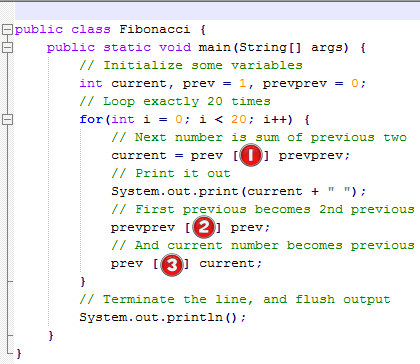 public class Fibonacci {
public static void main(String[] args) {
// Initialize some variables
int current, prev = 1, prevprev = 0;
// Loop exactly 20 times
for(int i = 0; i < 20; i++) {
// Next number is sum of previous two
current = prev [1] prevprev;
// Print it out
System.out.print(current + " ");
// First previous becomes 2nd previous
prevprev [2] prev;
// And current number becomes previous
prev [3] current;
}
// Terminate the line, and flush output
System.out.println();
}
}